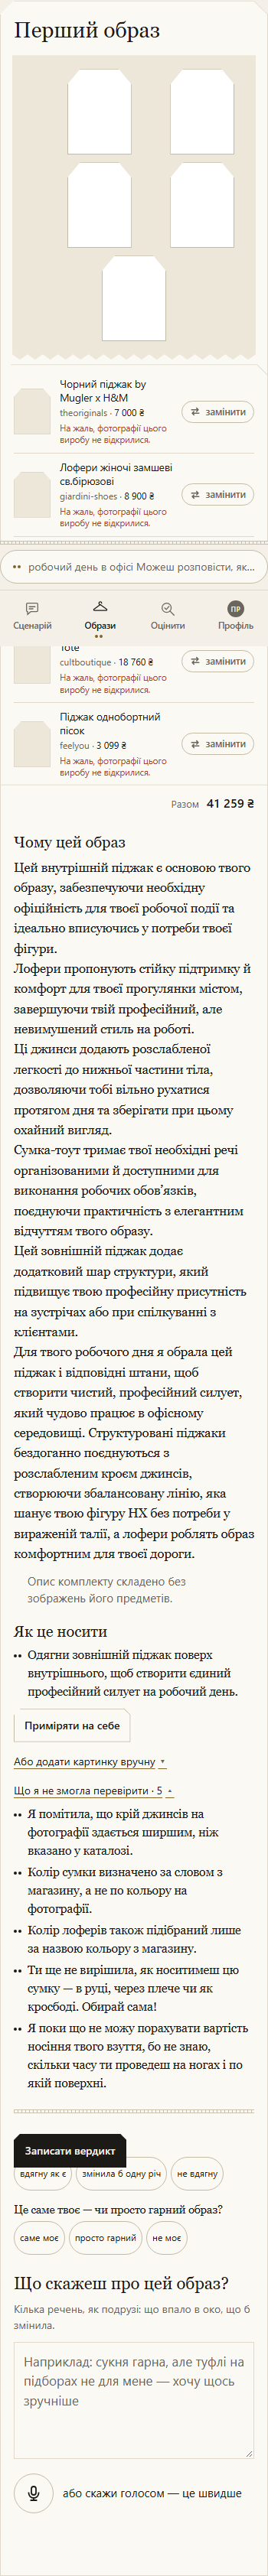 Перший образ
Чорний піджак by
Mugler x H&M
theoriginals · 7 000 ₴
На жаль, фотографії цього
виробу не відкрилися.
замінити
Лофери жіночі замшеві
св.бірюзові
giardini-shoes · 8 900 ₴
На жаль, фотографії цього
виробу не відкрилися.
замінити
робочий день в офісі Можеш розповісти, як...
Сценарій
Образи
Оцінити
ПР
Профіль
cultboutique · 18 760 ₴
На жаль, фотографії цього
виробу не відкрилися.
замінити
Піджак однобортний
пісок
feelyou · 3 099 ₴
На жаль, фотографії цього
виробу не відкрилися.
замінити
Разом 41 259 ₴
Чому цей образ
Цей внутрішній піджак є основою твого
образу, забезпечуючи необхідну
офіційність для твоєї робочої події та
ідеально вписуючись у потреби твоєї
фігури.
Лофери пропонують стійку підтримку й
комфорт для твоєї прогулянки містом,
завершуючи твій професійний, але
невимушений стиль на роботі.
Ці джинси додають розслабленої
легкості до нижньої частини тіла,
дозволяючи тобі вільно рухатися
протягом дня та зберігати при цьому
охайний вигляд.
Сумка-тоут тримає твої необхідні речі
організованими й доступними для
виконання робочих обов’язків,
поєднуючи практичність з елегантним
відчуттям твого образу.
Цей зовнішній піджак додає
додатковий шар структури, який
підвищує твою професійну присутність
на зустрічах або при спілкуванні з
клієнтами.
Для твого робочого дня я обрала цей
піджак і відповідні штани, щоб
створити чистий, професійний силует,
який чудово працює в офісному
середовищі. Структуровані піджаки
бездоганно поєднуються з
розслабленим кроєм джинсів,
створюючи збалансовану лінію, яка
шанує твою фігуру HX без потреби у
вираженій талії, а лофери роблять образ
комфортним для твоєї дороги.
Опис комплекту складено без
зображень його предметів.
Як це носити
Одягни зовнішній піджак поверх
внутрішнього, щоб створити єдиний
професійний силует на робочий день.
Приміряти на себе
Або додати картинку вручну
Що я не змогла перевірити · 5
Я помітила, що крій джинсів на
фотографії здається ширшим, ніж
вказано у каталозі.
Колір сумки визначено за словом з
магазину, а не по кольору на
фотографії.
Колір лоферів також підібраний лише
за назвою кольору з магазину.
Ти ще не вирішила, як носитимеш цю
сумку — в руці, через плече чи як
кросбоді. Обирай сама!
Я поки що не можу порахувати вартість
носіння твого взуття, бо не знаю,
скільки часу ти проведеш на ногах і по
якій поверхні.
Записати вердикт
вдягну як є
змінила б одну річ
не вдягну
Це саме твоє — чи просто гарний образ?
саме моє
просто гарний
не моє
Що скажеш про цей образ?
Кілька речень, як подрузі: що впало в око, що б
змінила.
Наприклад: сукня гарна, але туфлі на
підборах не для мене — хочу щось
зручніше
або скажи голосом — це швидше